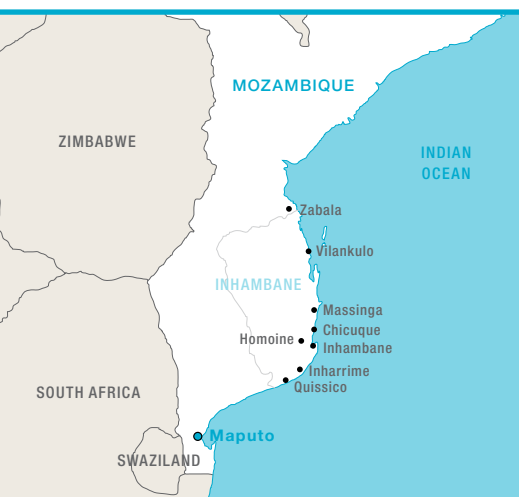 MOZAMBIQUE
ZIMBABWE
INDIAN
OCEAN
Zabala
Vilankulo
INHAMBANE
Massinga
Chicuque
Homoine
Inhambane
Inharrime
Quissico
SOUTH AFRICA
Maputo
SWAZILAND